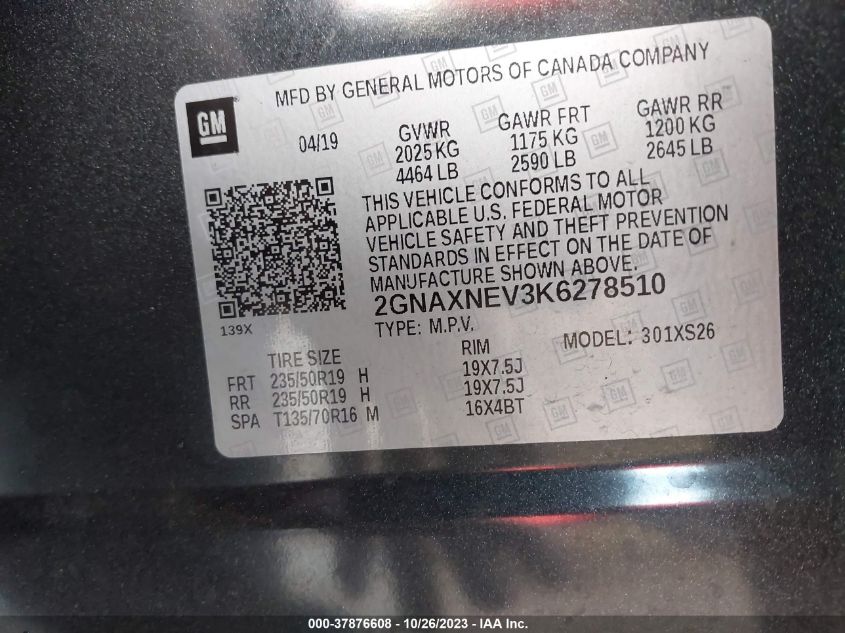 MFD BY GENERAL MOTORS OF CANADA COMPANY
GM
04/19
GVWR
2025 KG
4464 LB
GAWR FRT
1175 KG
2590 LB
GAWR RR
1200 KG
2645 LB
THIS VEHICLE CONFORMS TO ALL
APPLICABLE U.S. FEDERAL MOTOR
VEHICLE SAFETY AND THEFT PREVENTION
STANDARDS IN EFFECT ON THE DATE OF
MANUFACTURE SHOWN ABOVE.
2GNAXNEV3K6278510
139X
TYPE: M.P.V.
MODEL: 301XS26
TIRE SIZE RIM
FRT 235/50R19 H 19X7.5J
RR 235/50R19 H 19X7.5J
SPA T135/70R16 M 16X4BT
000-37876608 - 10/26/2023 - IAA Inc.